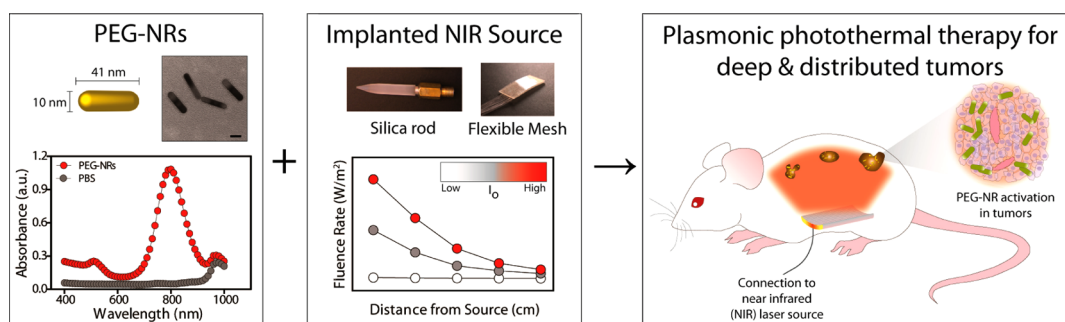 PEG-NRs
41 nm
10 nm
Absorbance (a.u.)
1.2
0.9
0.6
0.3
0.0
PEG-NRs
PBS
400
600
800
1000
Wavelength (nm)
+
Implanted NIR Source
Silica rod
Flexible Mesh
Fluence Rate (W/m²)
Low
I₀
High
Distance from Source (cm)
→
Plasmonic photothermal therapy for
deep & distributed tumors
PEG-NR activation
in tumors
Connection to
near infrared
(NIR) laser source